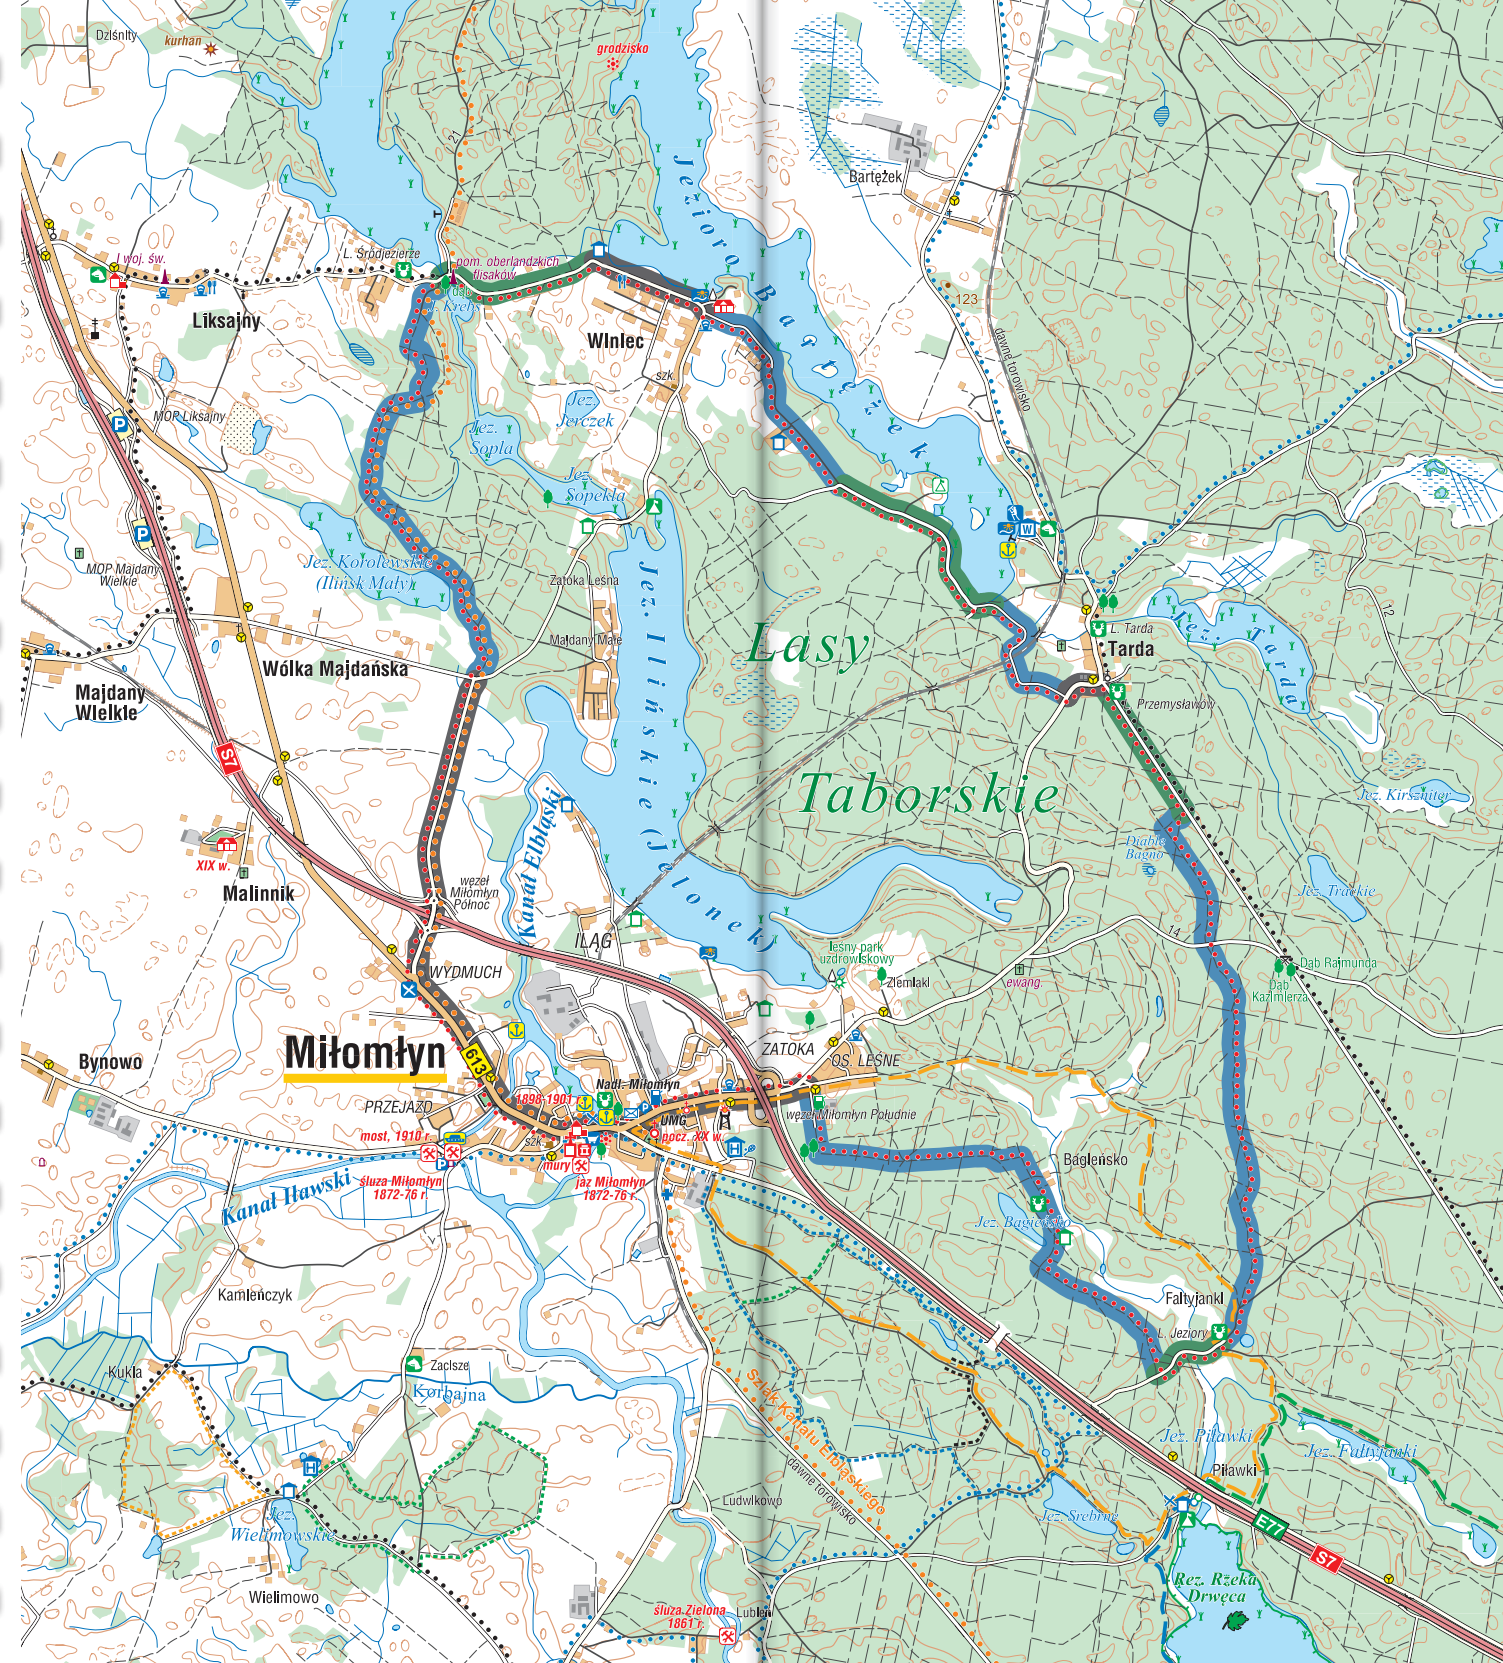 Dziśnity
kurhan
grodzisko
21
Jezioro Bartężek
Bartężek
I woj. św.
L. Śródjezierze
pom. oberlandzkich
flisaków
Liksajny
Winiec
123
dawne torowisko
szk.
MOP Liksajny
Jez.
Jerczek
Jez.
Sopla
Jez.
Sopekla
MOP Majdany
Wielkie
Jez. Korolewskie
(Ilińsk Mały)
Zatoka Leśna
Majdany Małe
Jez. Ilińskie (Jelonek)
12
L. Tarda
Tarda
Jez. Tarda
Przemysławów
Lasy
Taborskie
Wólka Majdańska
Majdany
Wielkie
S7
Jez. Kirszniter
Kanał Elbląski
XIX w.
Malinnik
Diable
Bagno
Jez. Trackie
węzeł
Miłomłyn
Północ
IŁĄG
14
leśny park
uzdrowiskowy
Ziemiaki
ewang.
Dąb Rajmunda
Dąb
Kazimierza
WYDMUCH
Miłomłyn
613
Bynowo
ZATOKA
OS. LEŚNE
Nadl. Miłomłyn
1898-1901 r.
PRZEJAZD
UMG
węzeł Miłomłyn Południe
most, 1910 r.
szk.
pocz. XX w.
mury
śluza Miłomłyn
1872-76 r.
jaz Miłomłyn
1872-76 r.
Bagieńsko
Kanał Iławski
Jez. Bagieńsko
Kamieńczyk
Faltyjanki
L. Jeziory
Kukla
Zacisze
Korbajna
Szlak Kanału Elbląskiego
dawne torowisko
Jez. Piławki
Jez. Faltyjanki
Piławki
Ludwikowo
Jez. Srebrne
E77
S7
Jez.
Wielimowskie
Wielimowo
Rez. Rzeka
Drwęca
śluza Zielona
1861 r.
Lubień